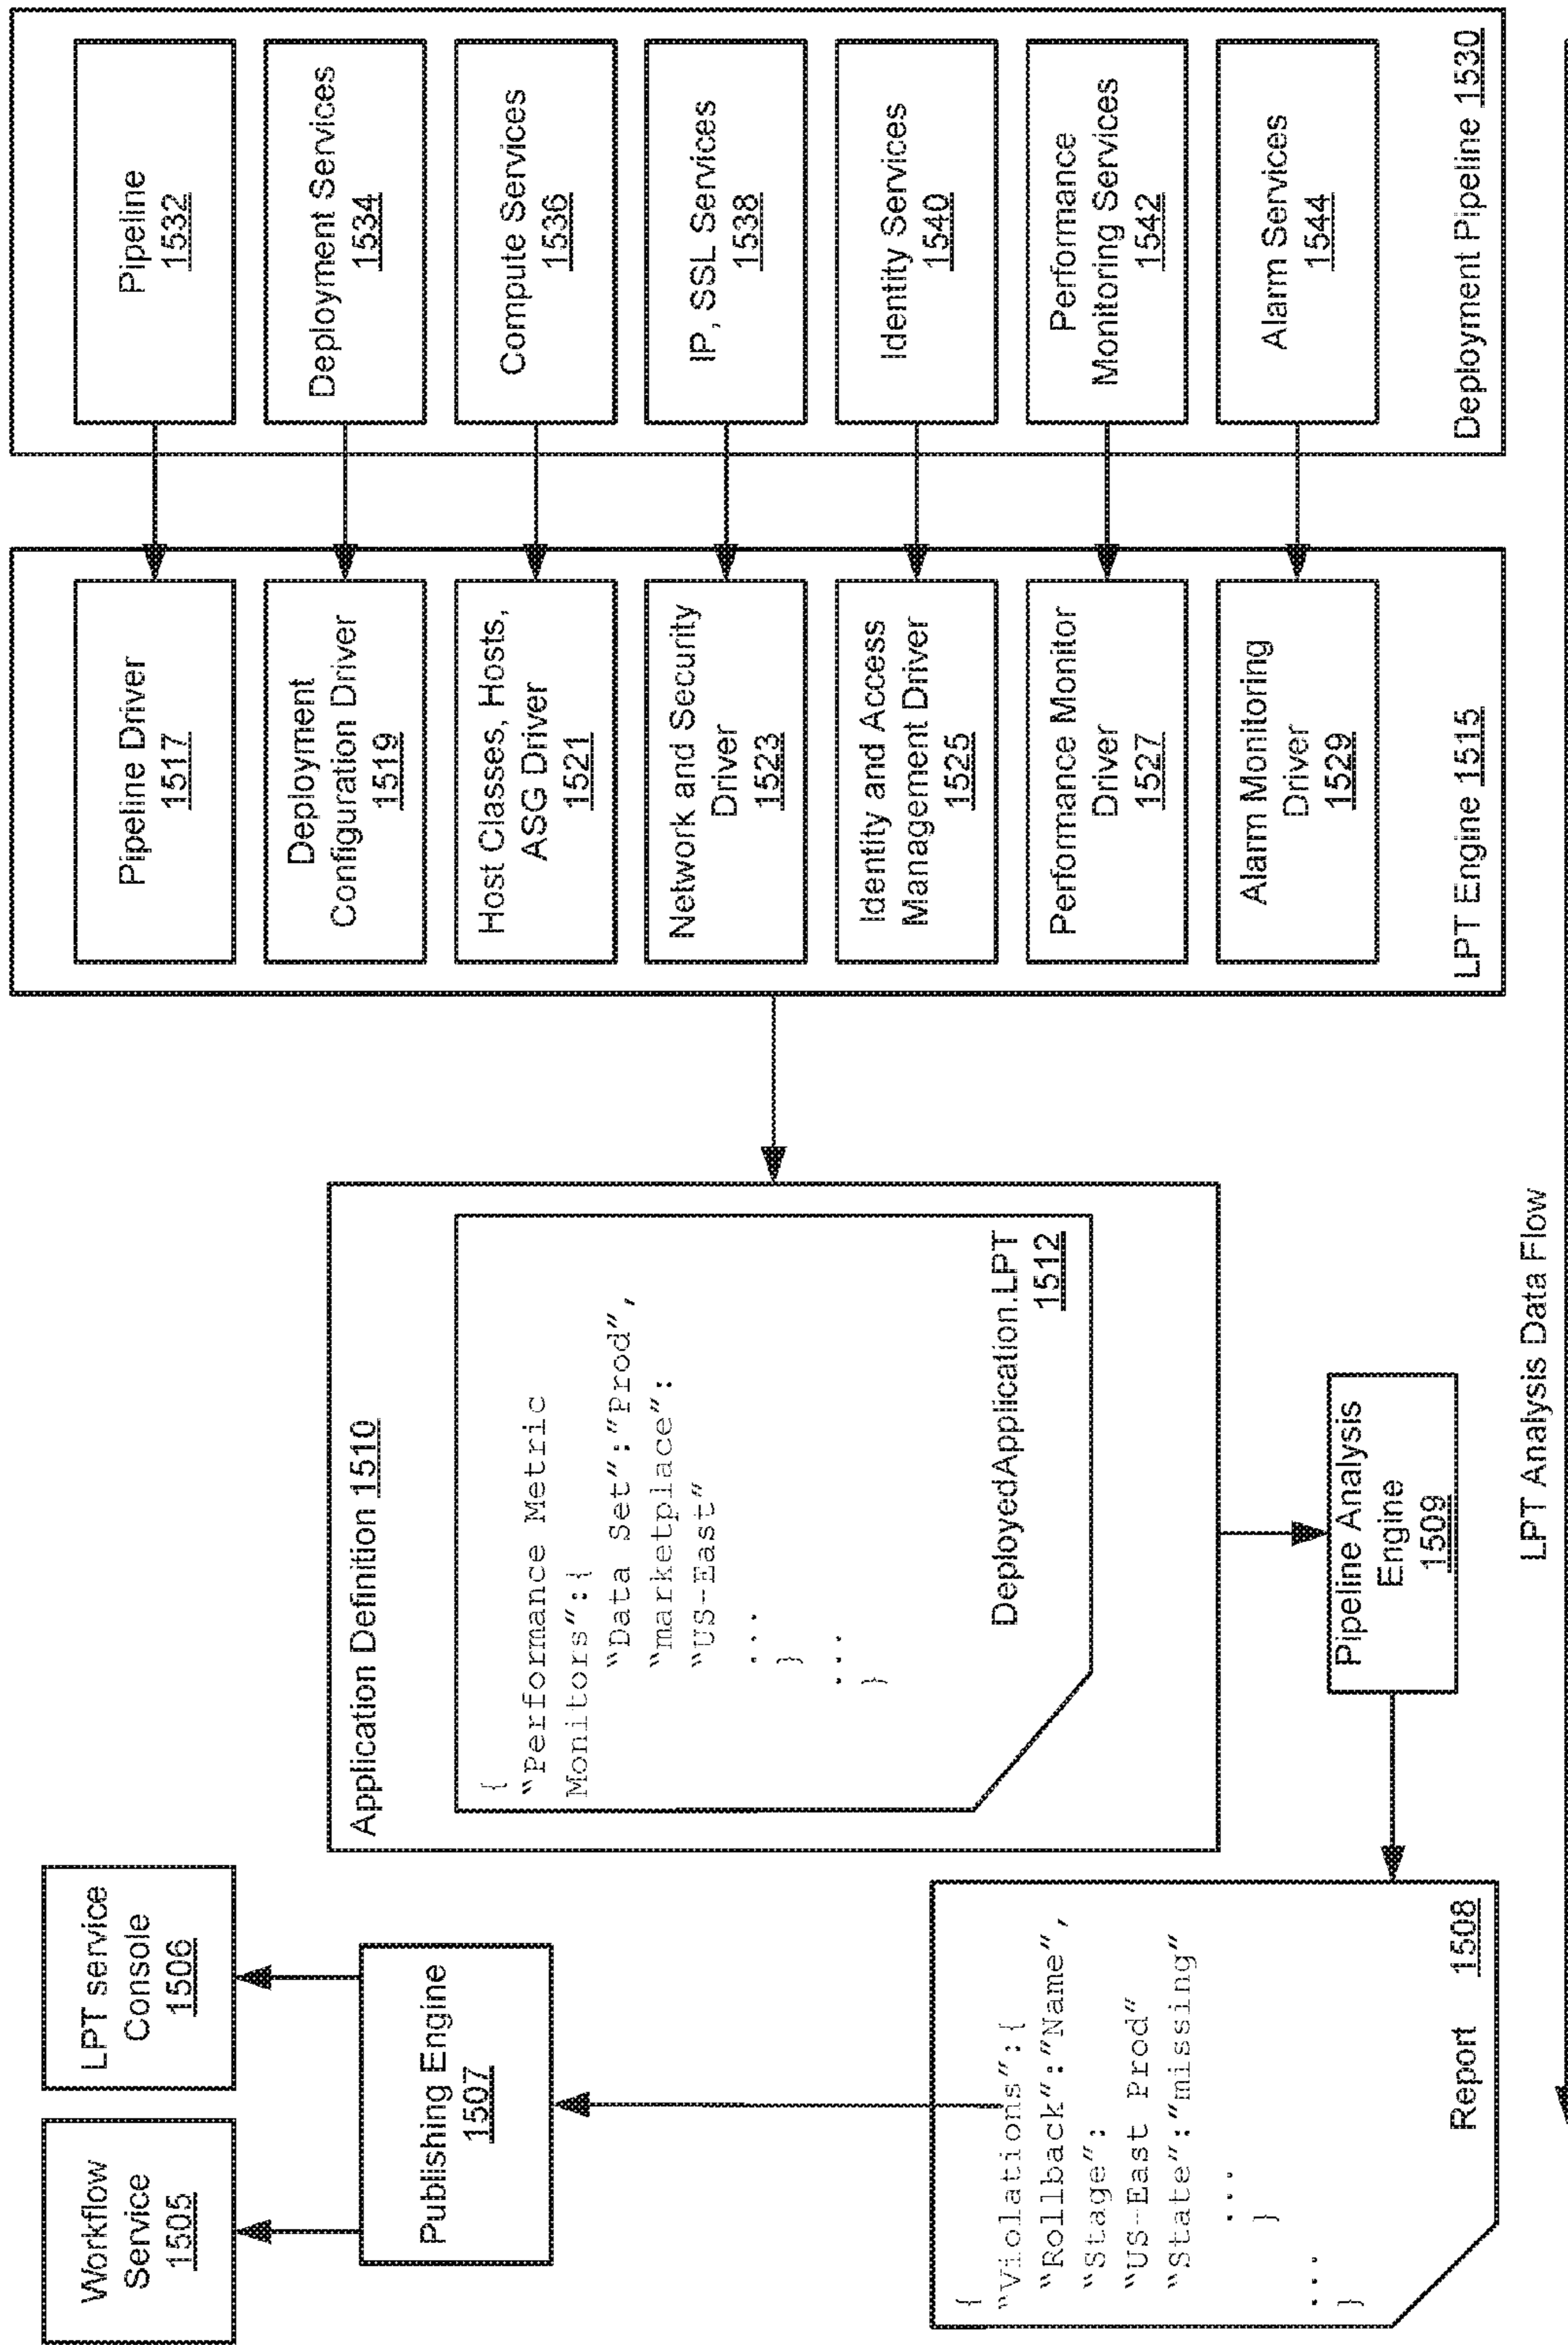 Workflow
Service
1505
LPT service
Console
1506
Publishing Engine
1507
{
"Violations":{
"Rollback":"Name",
"Stage":
"US-East Prod"
"State":"missing"
...
}
...
}
Report 1508
Application Definition 1510
{
"Performance Metric
Monitors":{
"Data Set":"Prod",
"marketplace":
"US-East"
...
}
...
}
DeployedApplication.LPT
1512
Pipeline Analysis
Engine
1509
Pipeline Driver
1517
Deployment
Configuration Driver
1519
Host Classes, Hosts,
ASG Driver
1521
Network and Security
Driver
1523
Identity and Access
Management Driver
1525
Performance Monitor
Driver
1527
Alarm Monitoring
Driver
1529
LPT Engine 1515
Pipeline
1532
Deployment Services
1534
Compute Services
1536
IP, SSL Services
1538
Identity Services
1540
Performance
Monitoring Services
1542
Alarm Services
1544
Deployment Pipeline 1530
LPT Analysis Data Flow